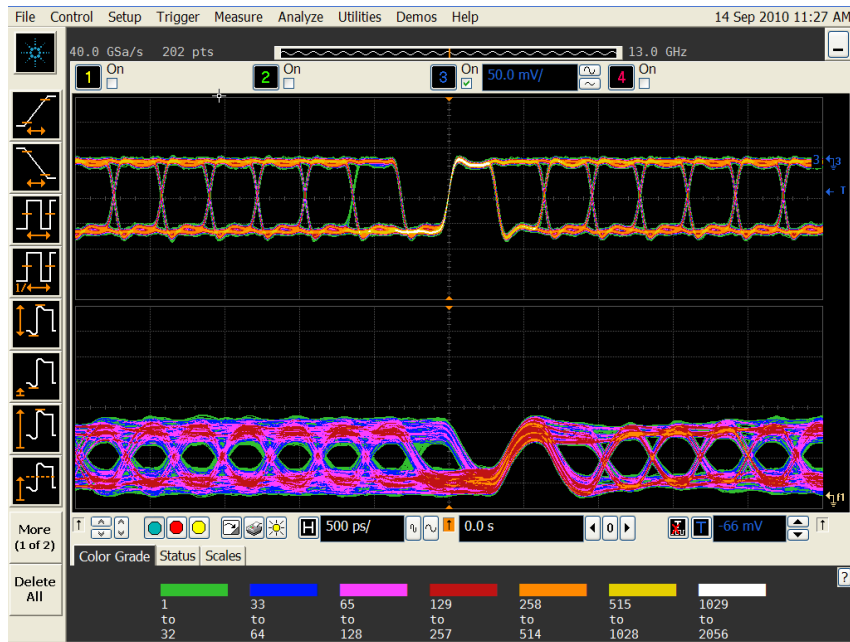 File Control Setup Trigger Measure Analyze Utilities Demos Help 14 Sep 2010 11:27 AM
40.0 GSa/s 202 pts 13.0 GHz
1 On 2 On 3 On 50.0 mV/ 4 On
3 3
T
I/
f1
More
(1 of 2)
Delete
All
H 500 ps/ 0.0 s 0 T -66 mV
Color Grade Status Scales
?
1 33 65 129 258 515 1029
to to to to to to to
32 64 128 257 514 1028 2056